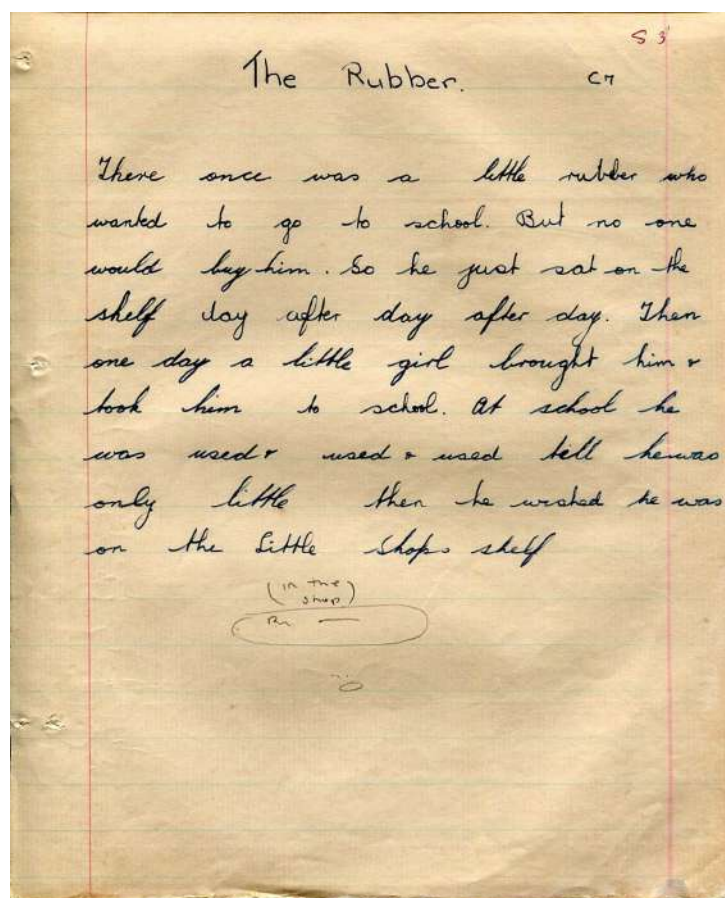 S 3
The Rubber. C7
There once was a little rubber who
wanted to go to school. But no one
would buy him. So he just sat on the
shelf day after day after day. Then
one day a little girl brought him &
took him to school. At school he
was used & used & used till he was
only little then he wished he was
on the Little Shops shelf
(in the
shop)